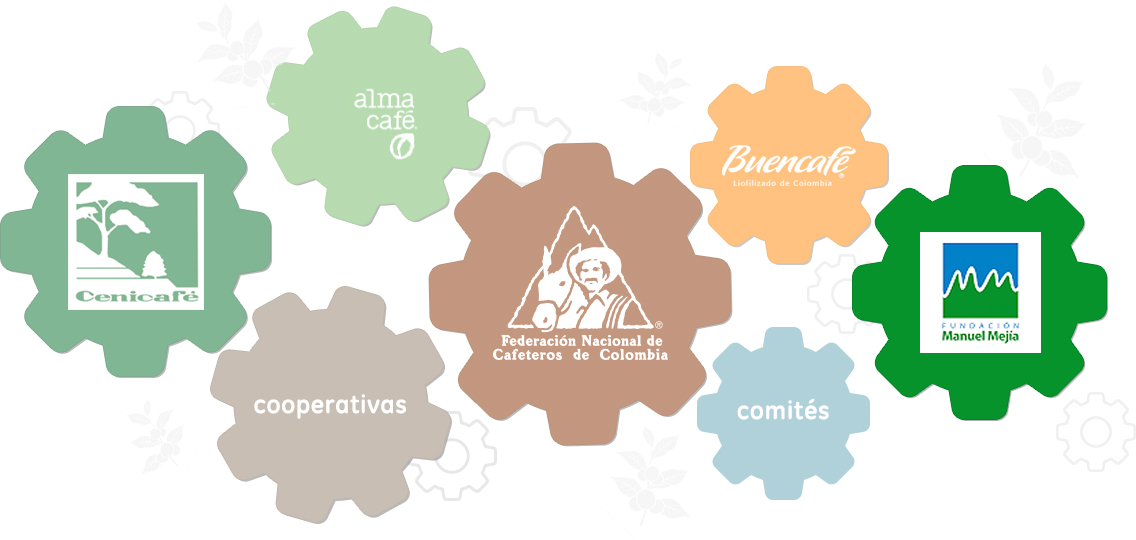 alma
café®
Buencafé®
Liofilizado de Colombia
Cenicafé
®
Federación Nacional de
Cafeteros de Colombia
FUNDACIÓN
Manuel Mejía
cooperativas
comités